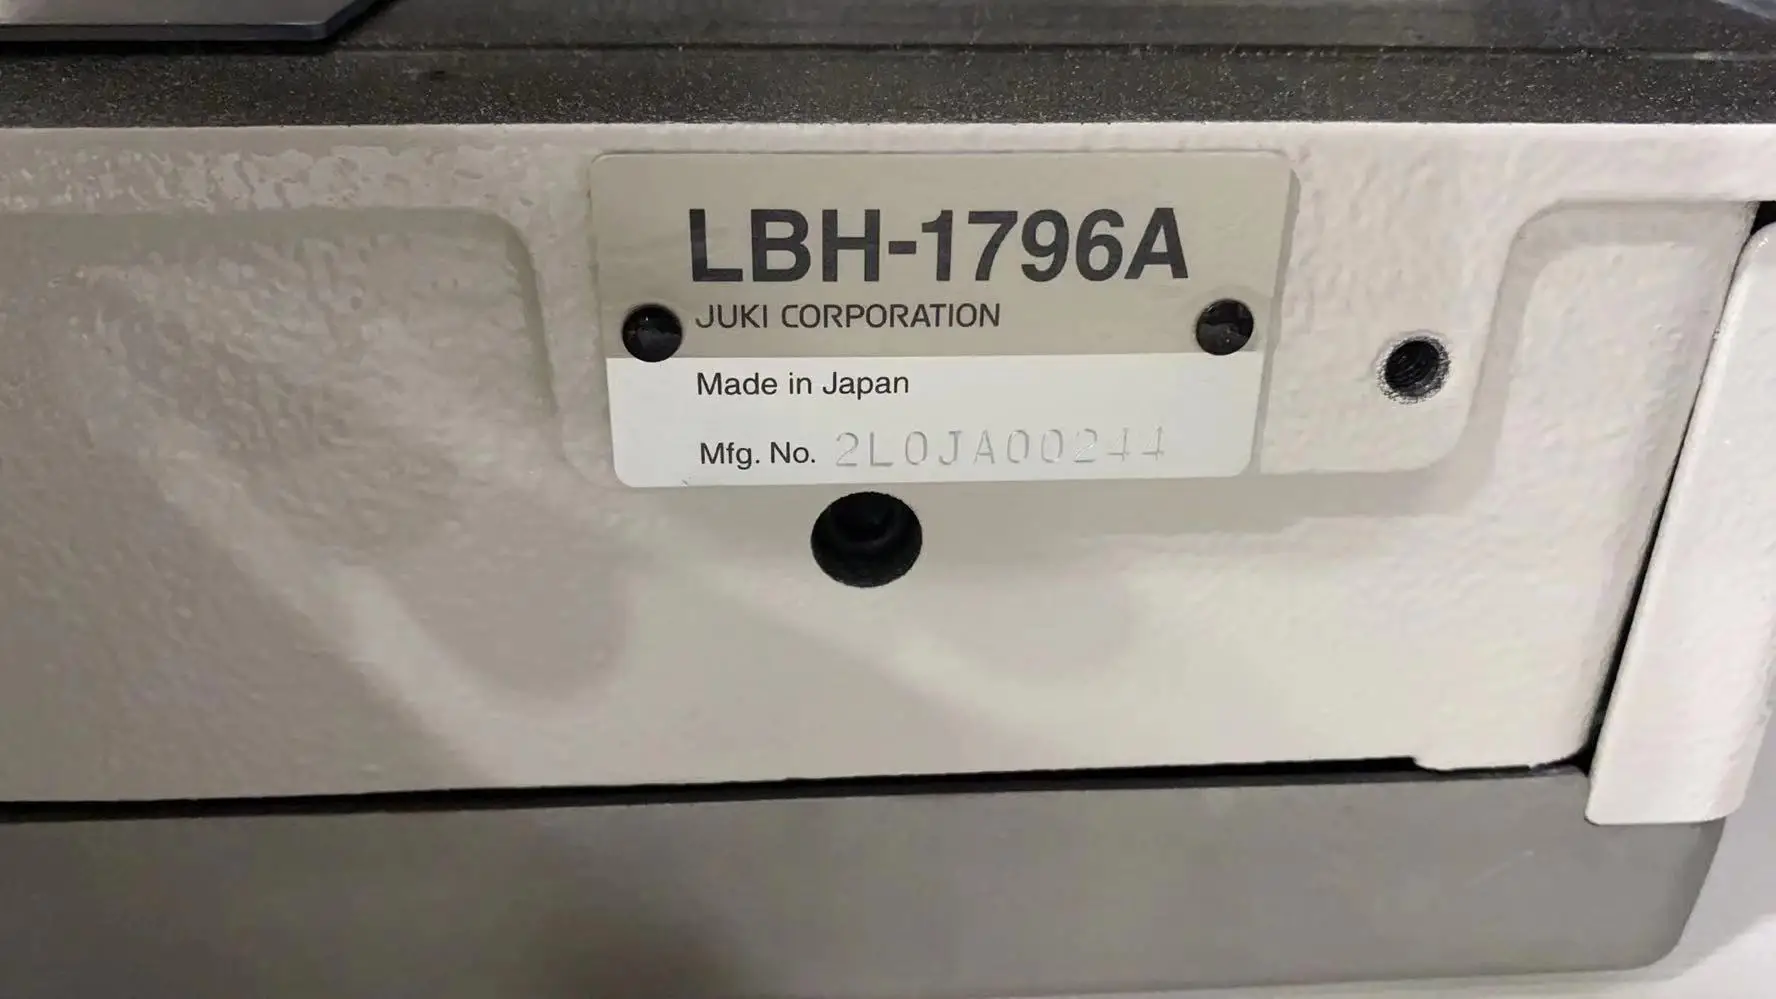 LBH-1796A
JUKI CORPORATION
Made in Japan
Mfg. No. 2L0JA00244